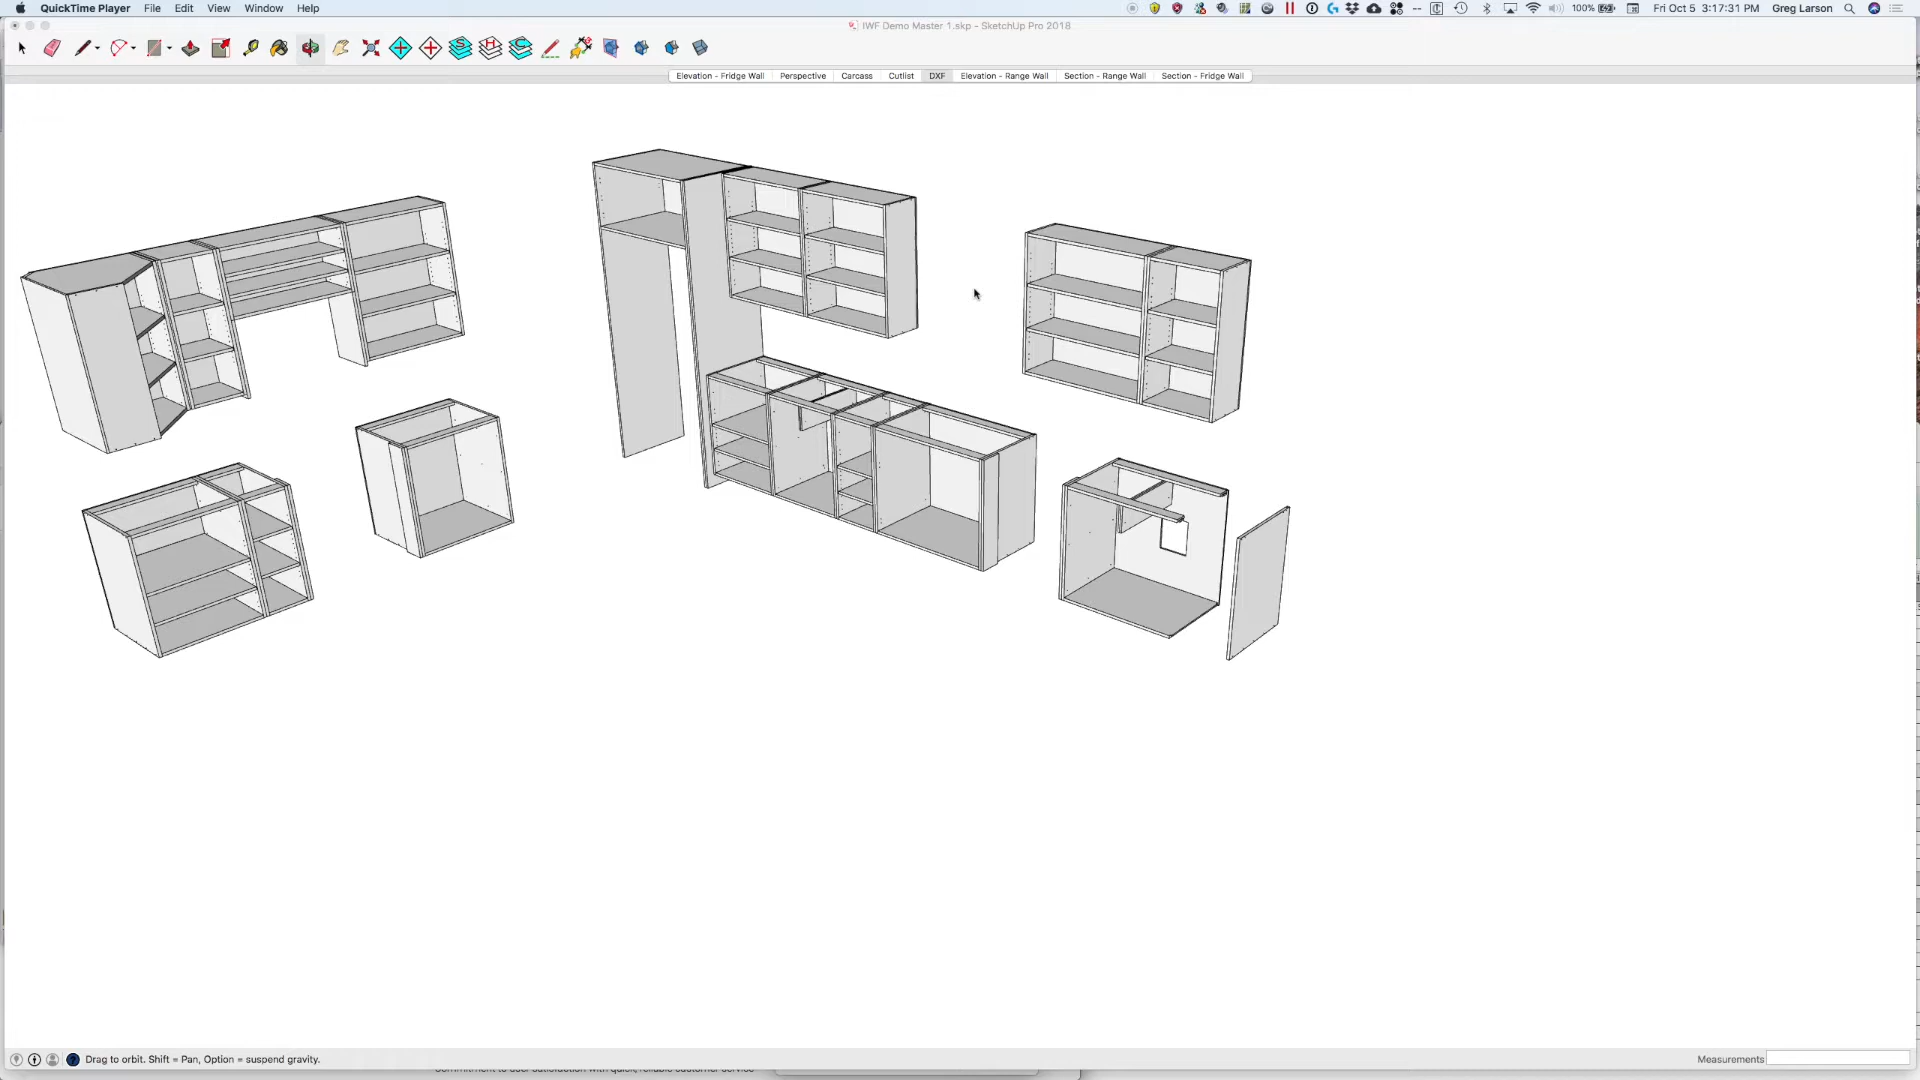 QuickTime Player File Edit View Window Help 100% Fri Oct 5 3:17:31 PM Greg Larson
IWF Demo Master 1.skp - SketchUp Pro 2018
Elevation - Fridge Wall Perspective Carcass Cutlist DXF Elevation - Range Wall Section - Range Wall Section - Fridge Wall
Drag to orbit. Shift = Pan, Option = suspend gravity. Measurements